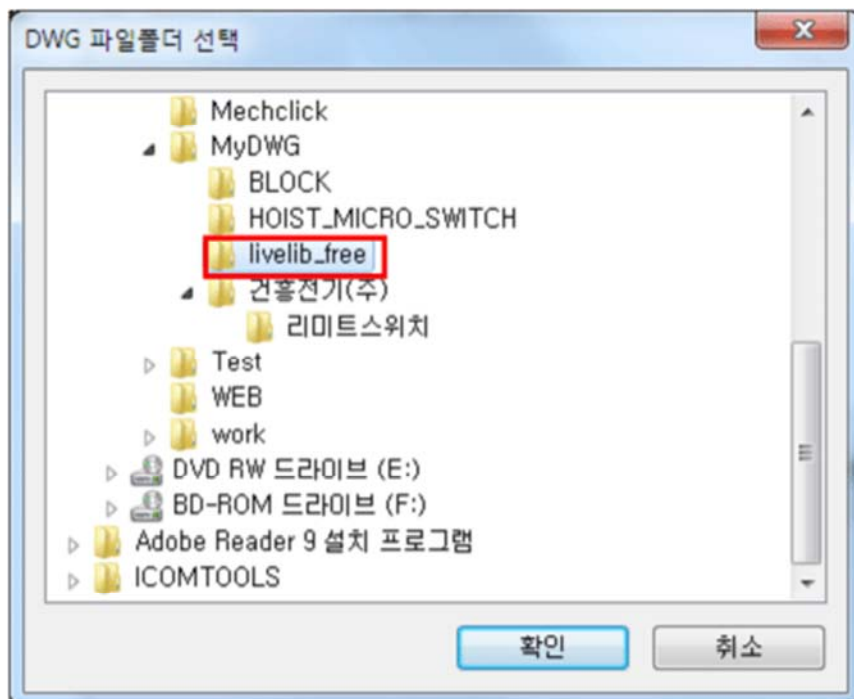 DWG 파일폴더 선택
Mechclick
MyDWG
BLOCK
HOIST_MICRO_SWITCH
livelib_free
건흥전기(주)
리미트스위치
Test
WEB
work
DVD RW 드라이브 (E:)
BD-ROM 드라이브 (F:)
Adobe Reader 9 설치 프로그램
ICOMTOOLS
확인 취소